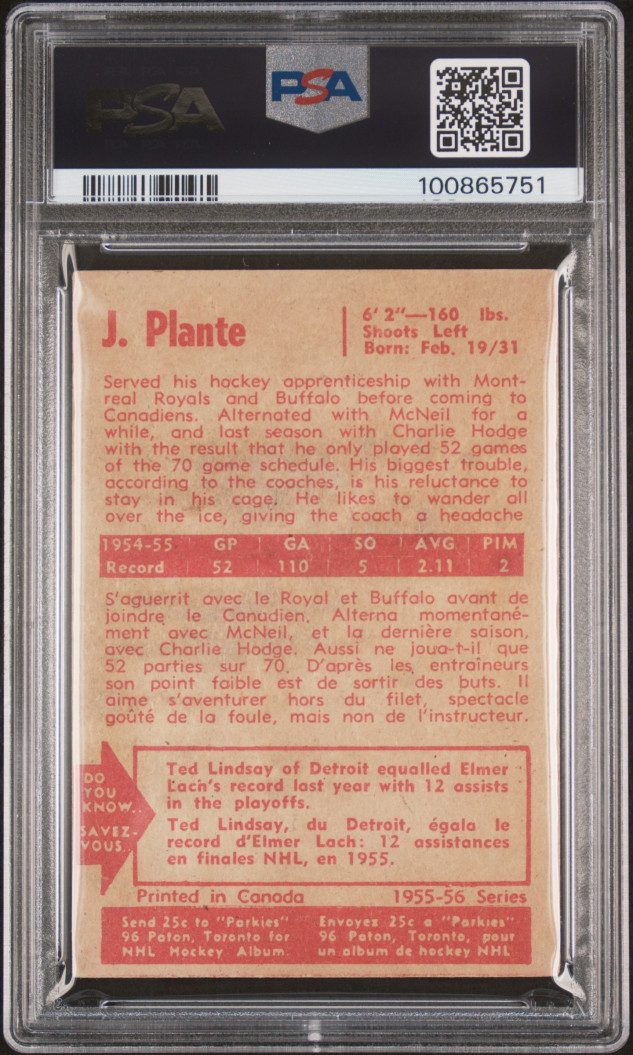 PSA
PSA
100865751
J. Plante
6' 2"—160 lbs.
Shoots Left
Born: Feb. 19/31
Served his hockey apprenticeship with Mont-
real Royals and Buffalo before coming to
Canadiens. Alternated with McNeil for a
while, and last season with Charlie Hodge
with the result that he only played 52 games
of the 70 game schedule. His biggest trouble,
according to the coaches, is his reluctance to
stay in his cage. He likes to wander all
over the ice, giving the coach a headache
1954-55 GP GA SO AVG PIM
Record 52 110 5 2.11 2
S'aguerrit avec le Royal et Buffalo avant de
joindre le Canadien. Alterna momentané-
ment avec McNeil, et la dernière saison,
avec Charlie Hodge. Aussi ne joua-t-il que
52 parties sur 70. D'après les entraîneurs
son point faible est de sortir des buts. Il
aime s'aventurer hors du filet, spectacle
goûté de la foule, mais non de l'instructeur.
DO
YOU
KNOW..
SAVEZ-
VOUS.
Ted Lindsay of Detroit equalled Elmer
Lach's record last year with 12 assists
in the playoffs.
Ted Lindsay, du Detroit, égala le
record d'Elmer Lach: 12 assistances
en finales NHL, en 1955.
Printed in Canada 1955-56 Series
Send 25c to "Parkies"
96 Paton, Toronto for
NHL Hockey Album
Envoyez 25c a "Parkies"
96 Paton, Toronto, pour
un album de hockey NHL